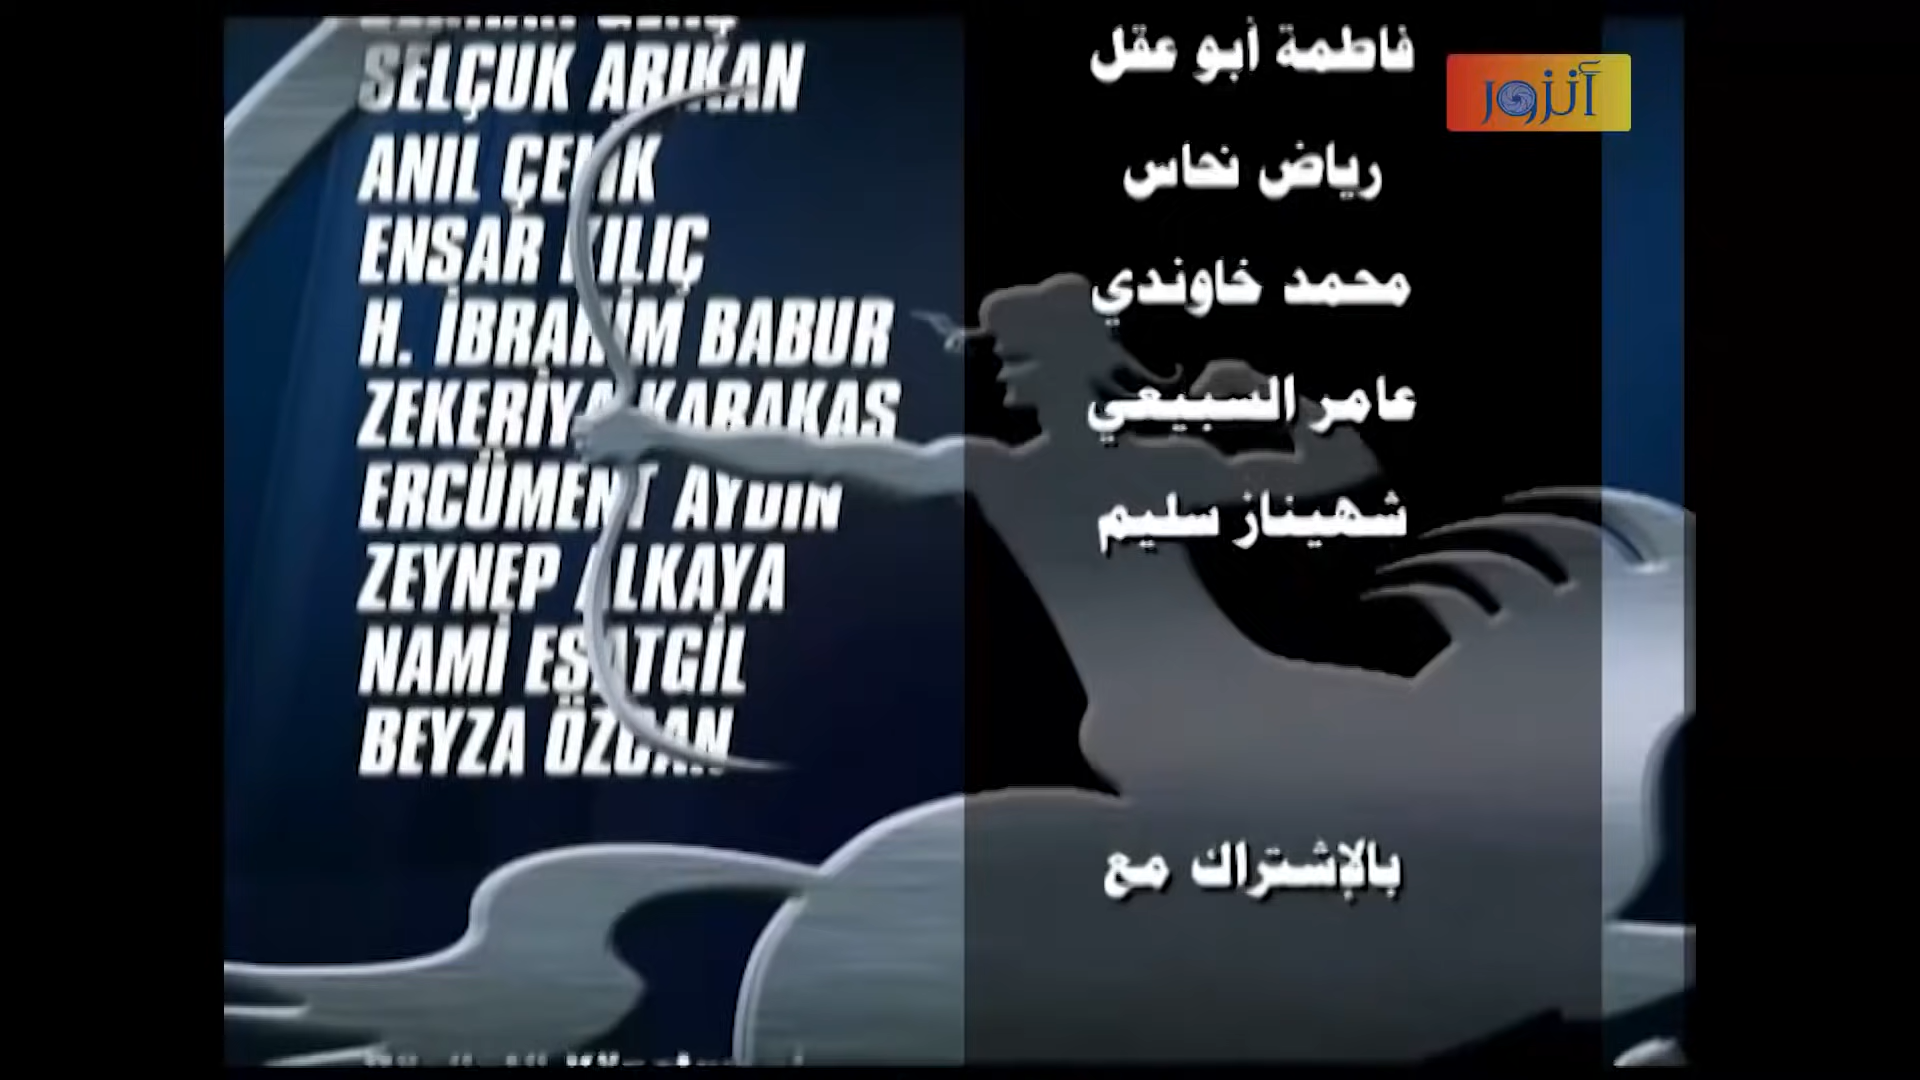 SELÇUK ARIKAN
ANIL ÇELİK
ENSAR KILIÇ
H. İBRAHİM BABUR
ZEKERİYA KARAKAŞ
ERCÜMENT AYDIN
ZEYNEP ALKAYA
NAMİ ESATGİL
BEYZA ÖZCAN
فاطمة أبو عقل
رياض نحاس
محمد خاوندي
عامر السبيعي
شهيناز سليم
بالإشتراك مع
آنزور